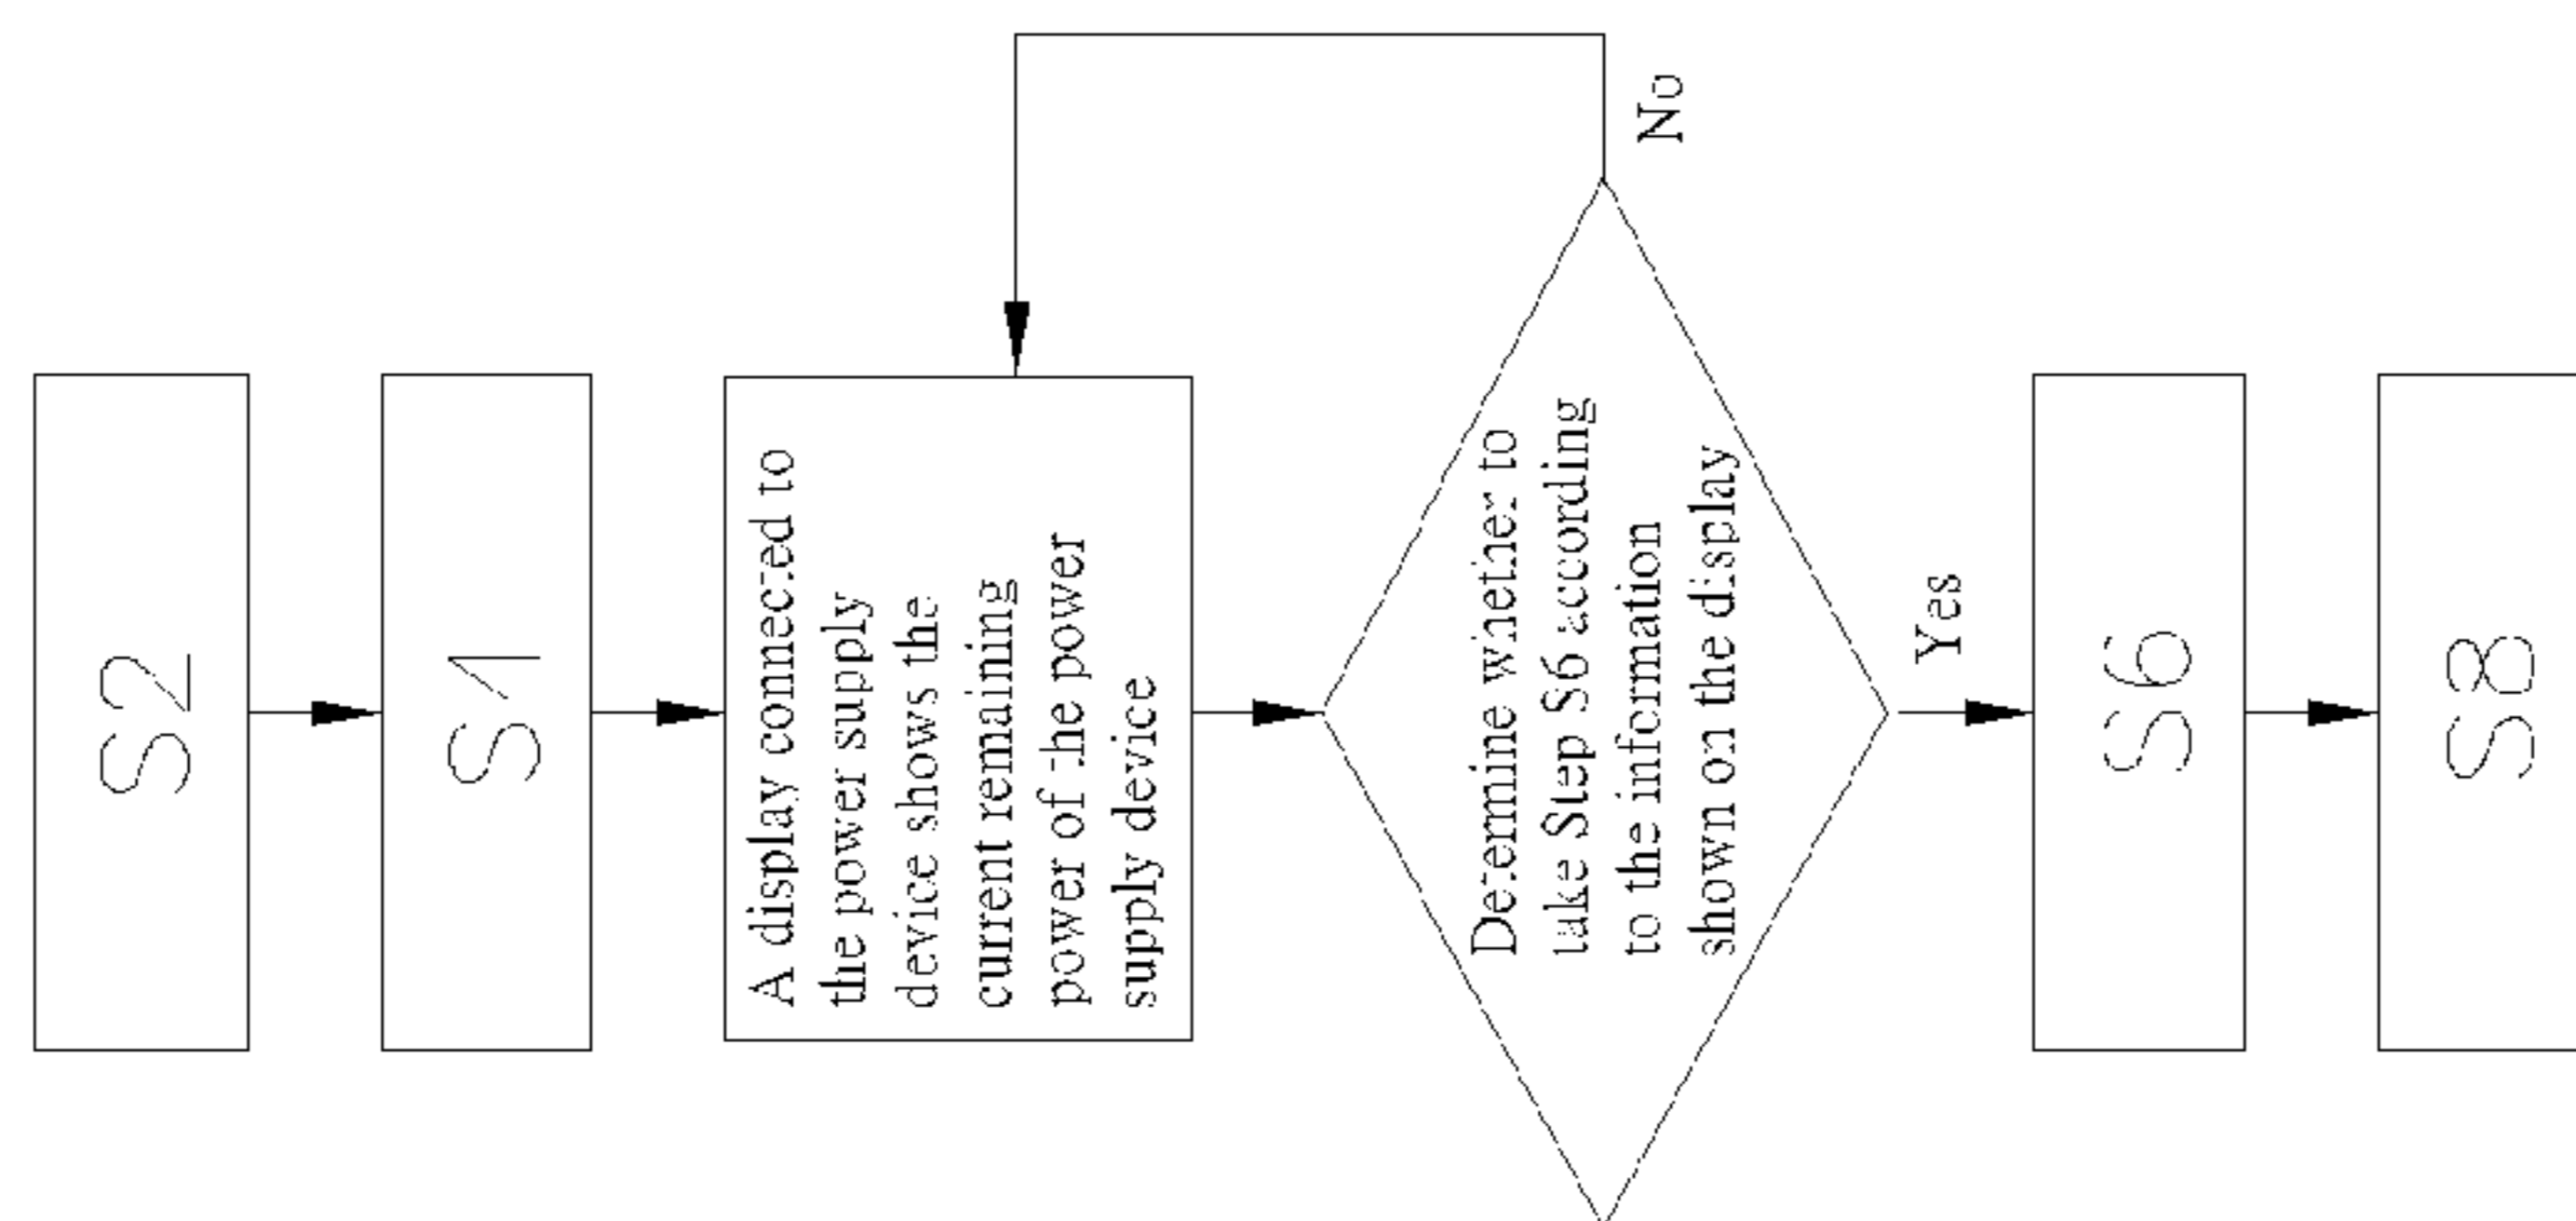 S2
S1
A display connected to
the power supply
device shows the
current remaining
power of the power
supply device
Determine whether to
take Step S6 according
to the information
shown on the display
No
Yes
S6
S8